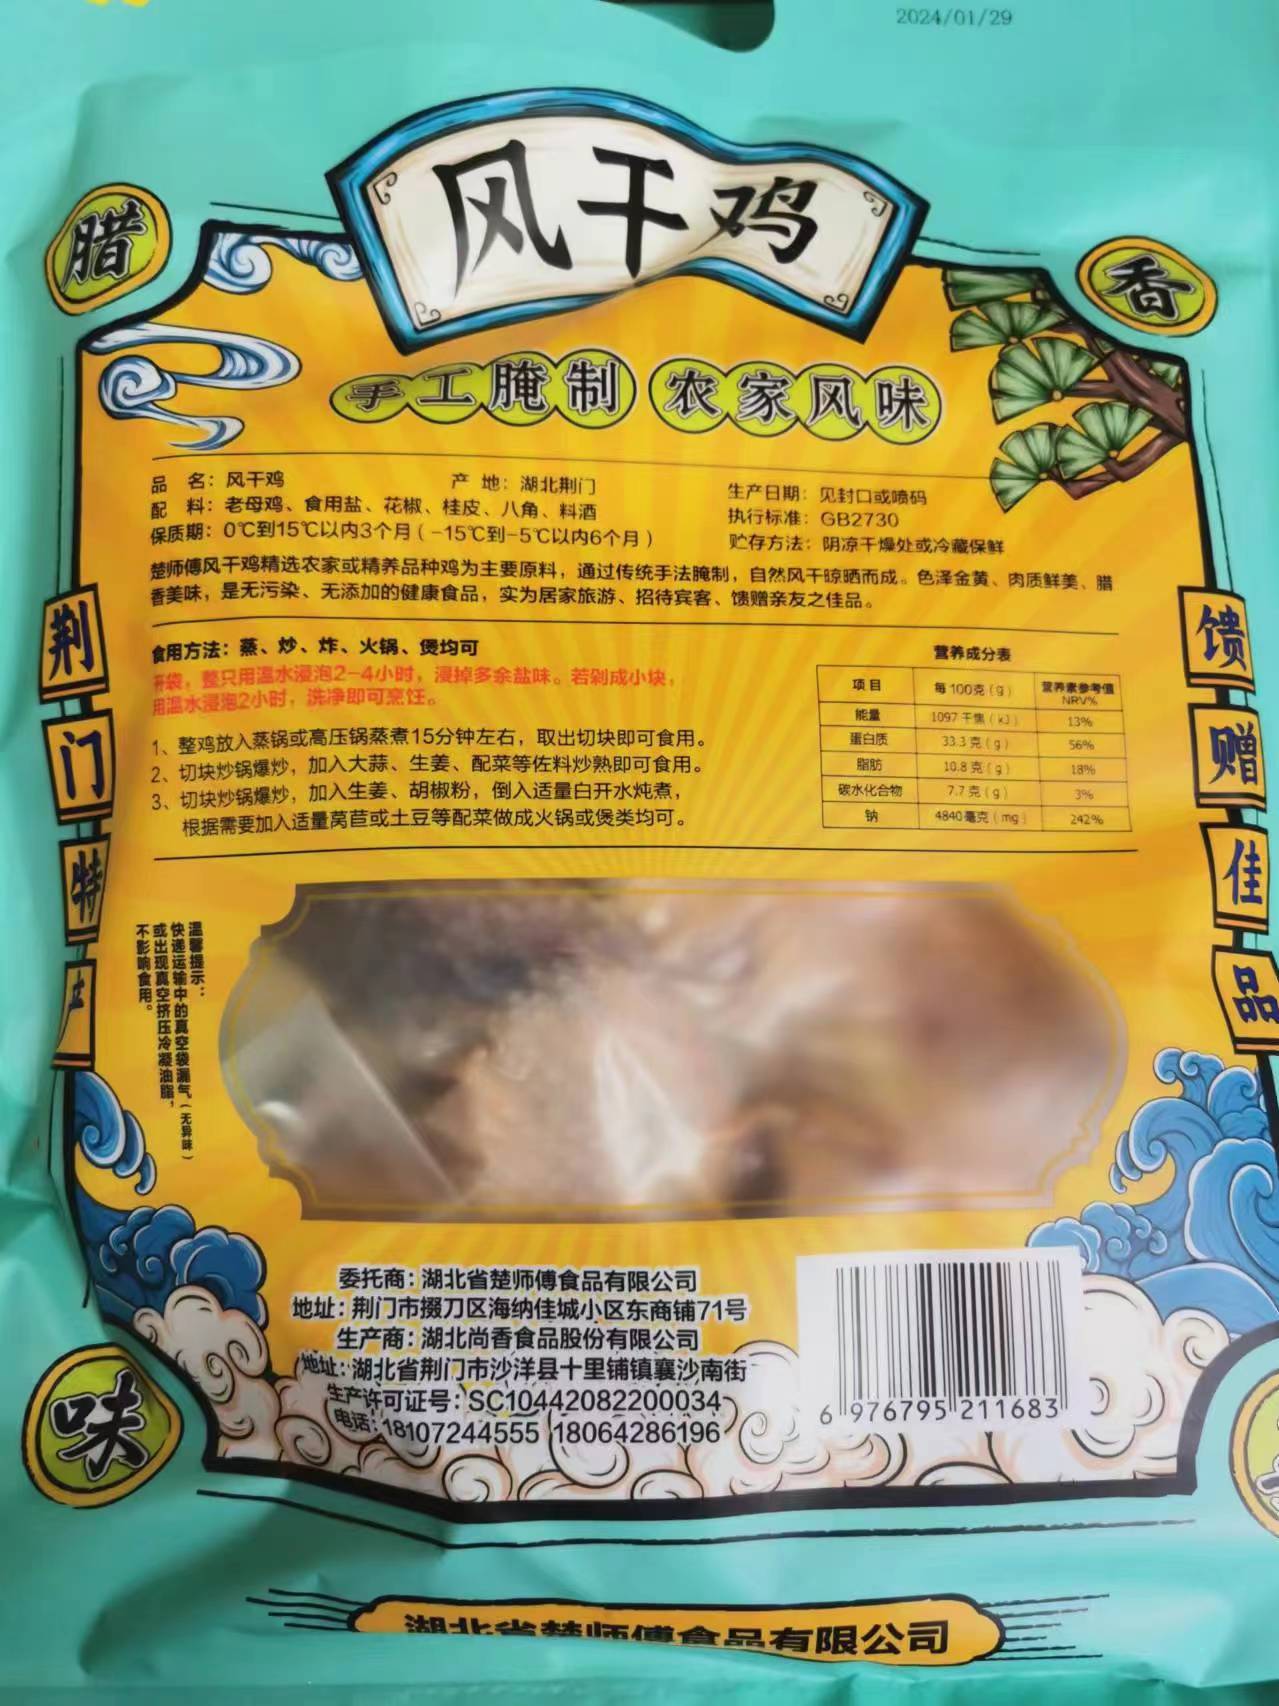 2024/01/29
风干鸡
腊
香
手工腌制 农家风味
品 名：风干鸡 产 地：湖北荆门 生产日期：见封口或喷码
配 料：老母鸡、食用盐、花椒、桂皮、八角、料酒 执行标准：GB2730
保质期：0℃到15℃以内3个月（-15℃到-5℃以内6个月） 贮存方法：阴凉干燥处或冷藏保鲜
楚师傅风干鸡精选农家或精养品种鸡为主要原料，通过传统手法腌制，自然风干晾晒而成。色泽金黄、肉质鲜美、腊
香美味，是无污染、无添加的健康食品，实为居家旅游、招待宾客、馈赠亲友之佳品。
荆门特产
馈赠佳品
食用方法：蒸、炒、炸、火锅、煲均可
开袋，整只用温水浸泡2-4小时，浸掉多余盐味。若剁成小块，
用温水浸泡2小时，洗净即可烹饪。
1、整鸡放入蒸锅或高压锅蒸煮15分钟左右，取出切块即可食用。
2、切块炒锅爆炒，加入大蒜、生姜、配菜等佐料炒熟即可食用。
3、切块炒锅爆炒，加入生姜、胡椒粉，倒入适量白开水炖煮，
根据需要加入适量莴苣或土豆等配菜做成火锅或煲类均可。
营养成分表
项目 每100克（g） 营养素参考值NRV%
能量 1097千焦（kJ） 13%
蛋白质 33.3克（g） 56%
脂肪 10.8克（g） 18%
碳水化合物 7.7克（g） 3%
钠 4840毫克（mg） 242%
温馨提示：
快递运输中的真空袋漏气（无异味）
或出现真空挤压冷凝油脂，
不影响食用。
委托商：湖北省楚师傅食品有限公司
地址：荆门市掇刀区海纳佳城小区东商铺71号
生产商：湖北尚香食品股份有限公司
地址：湖北省荆门市沙洋县十里铺镇襄沙南街
生产许可证号：SC10442082200034
电话：18107244555 18064286196
6 976795 211683
味
湖北省楚师傅食品有限公司